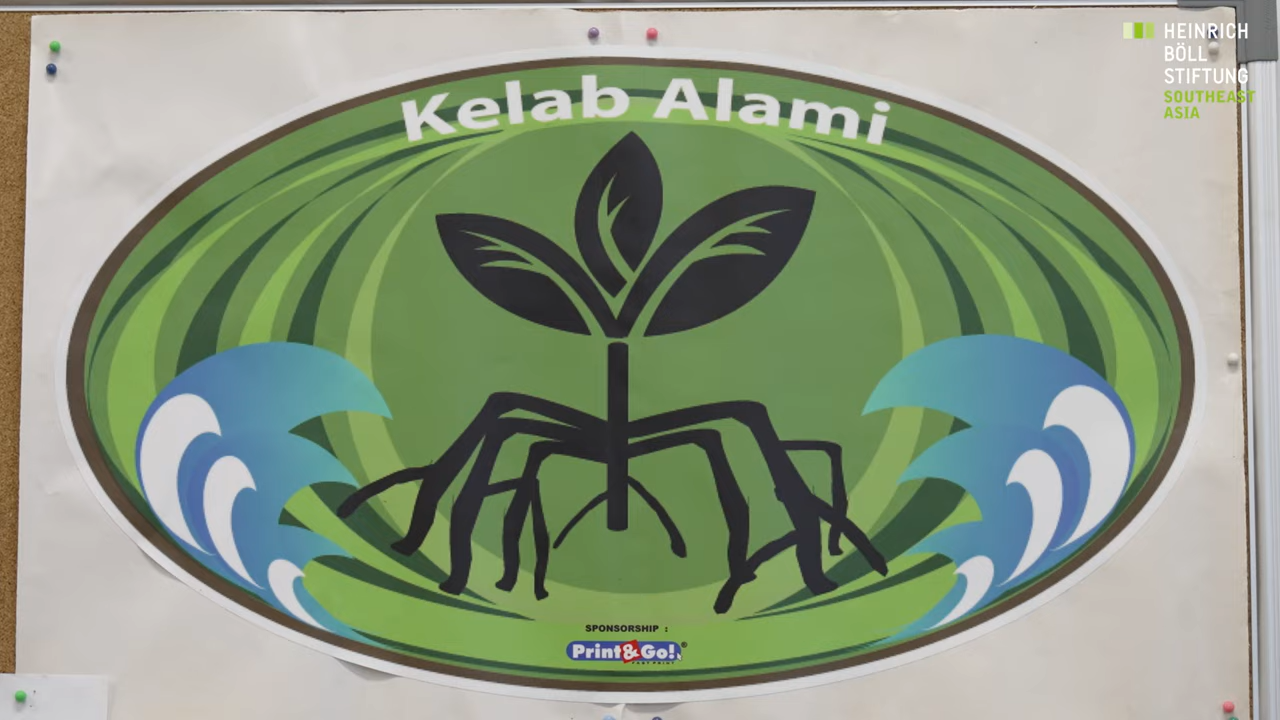 HEINRICH
BÖLL
STIFTUNG
SOUTHEAST
ASIA
Kelab Alami
SPONSORSHIP :
Print&Go!